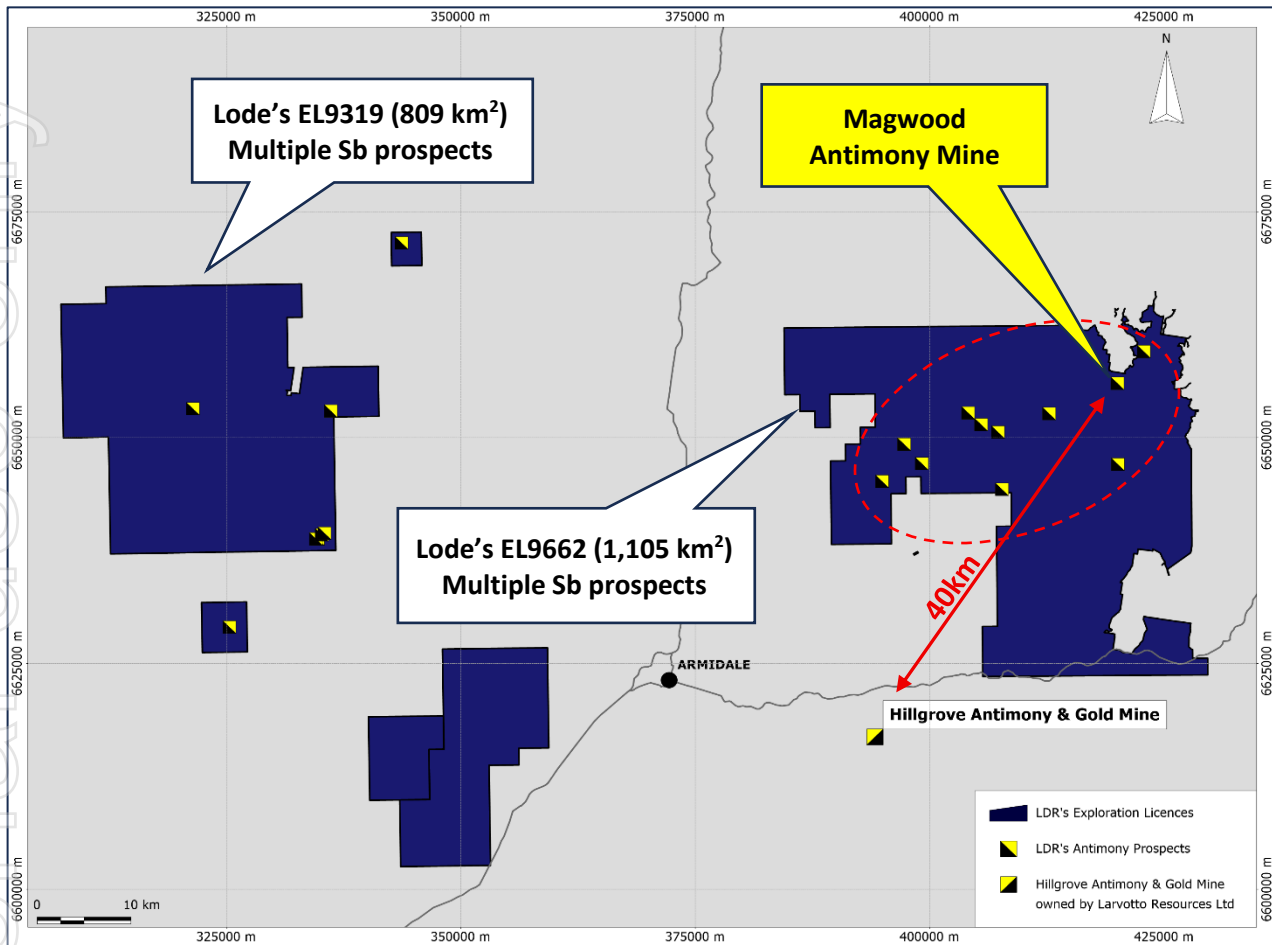 325000 m
350000 m
375000 m
400000 m
425000 m
N
Lode's EL9319 (809 km²)
Multiple Sb prospects
Magwood
Antimony Mine
6675000 m
6675000 m
6650000 m
6650000 m
Lode's EL9662 (1,105 km²)
Multiple Sb prospects
40km
6625000 m
6625000 m
ARMIDALE
Hillgrove Antimony & Gold Mine
LDR's Exploration Licences
LDR's Antimony Prospects
Hillgrove Antimony & Gold Mine
owned by Larvotto Resources Ltd
6600000 m
6600000 m
0 10 km
325000 m
350000 m
375000 m
400000 m
425000 m